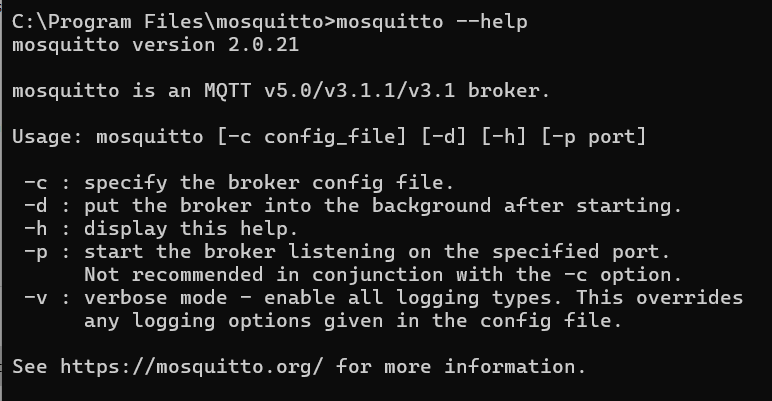 C:\Program Files\mosquitto>mosquitto --help
mosquitto version 2.0.21
mosquitto is an MQTT v5.0/v3.1.1/v3.1 broker.
Usage: mosquitto [-c config_file] [-d] [-h] [-p port]
-c : specify the broker config file.
-d : put the broker into the background after starting.
-h : display this help.
-p : start the broker listening on the specified port.
Not recommended in conjunction with the -c option.
-v : verbose mode - enable all logging types. This overrides
any logging options given in the config file.
See https://mosquitto.org/ for more information.